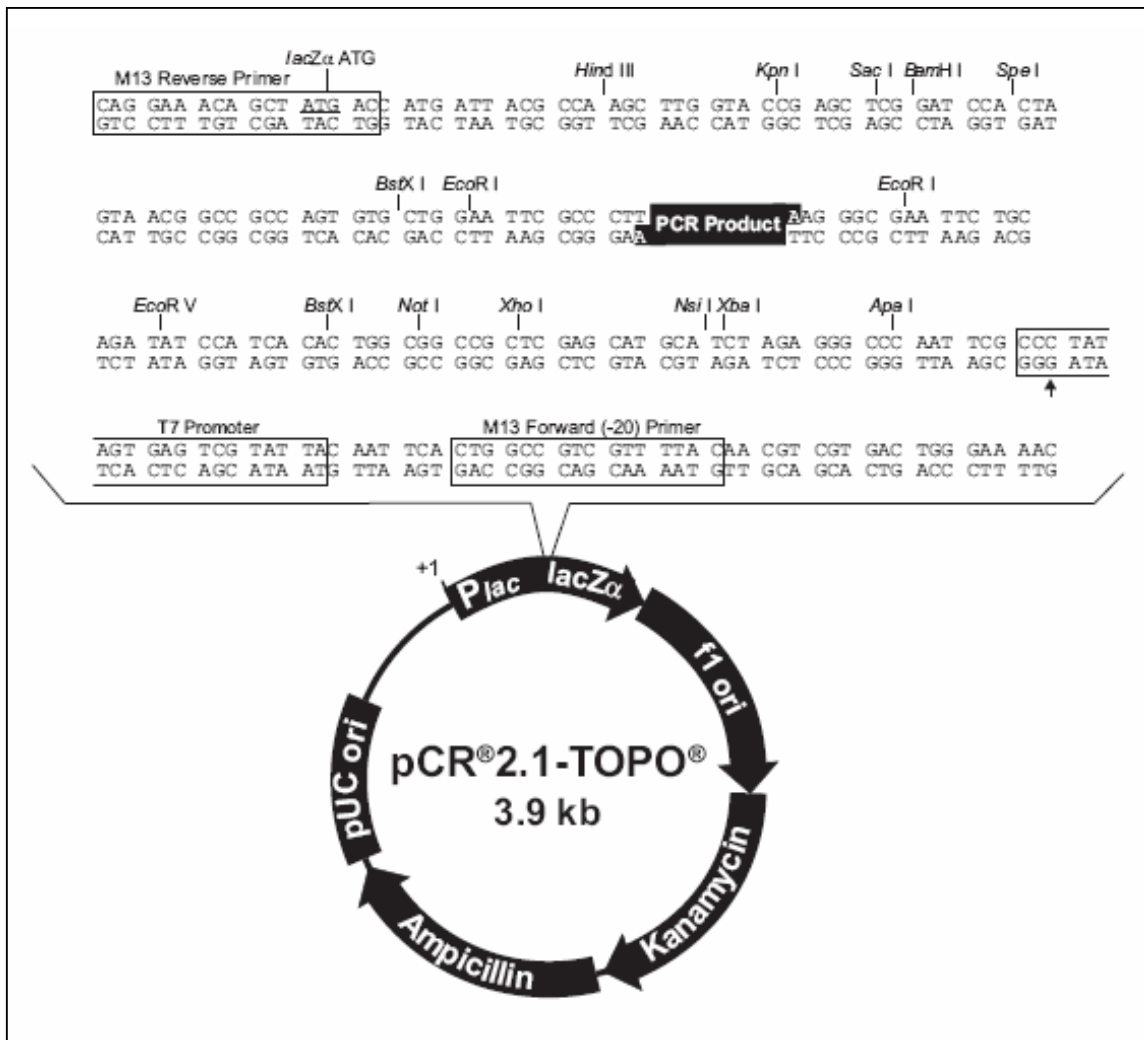 lacZα ATG
M13 Reverse Primer Hind III Kpn I Sac I BamH I Spe I
CAG GAA ACA GCT ATG ACC ATG ATT ACG CCA AGC TTG GTA CCG AGC TCG GAT CCA CTA
GTC CTT TGT CGA TAC TGG TAC TAA TGC GGT TCG AAC CAT GGC TCG AGC CTA GGT GAT
BstX I EcoR I EcoR I
GTA ACG GCC GCC AGT GTG CTG GAA TTC GCC CTT PCR Product AAG GGC GAA TTC TGC
CAT TGC CGG CGG TCA CAC GAC CTT AAG CGG GAA TTC CCG CTT AAG ACG
EcoR V BstX I Not I Xho I Nsi I Xba I Apa I
AGA TAT CCA TCA CAC TGG CGG CCG CTC GAG CAT GCA TCT AGA GGG CCC AAT TCG CCC TAT
TCT ATA GGT AGT GTG ACC GCC GGC GAG CTC GTA CGT AGA TCT CCC GGG TTA AGC GGG ATA
T7 Promoter M13 Forward (-20) Primer
AGT GAG TCG TAT TAC AAT TCA CTG GCC GTC GTT TTA CAA CGT CGT GAC TGG GAA AAC
TCA CTC AGC ATA ATG TTA AGT GAC CGG CAG CAA AAT GTT GCA GCA CTG ACC CTT TTG
+1
Plac lacZα
f1 ori
Kanamycin
Ampicillin
pUC ori
pCR®2.1-TOPO®
3.9 kb